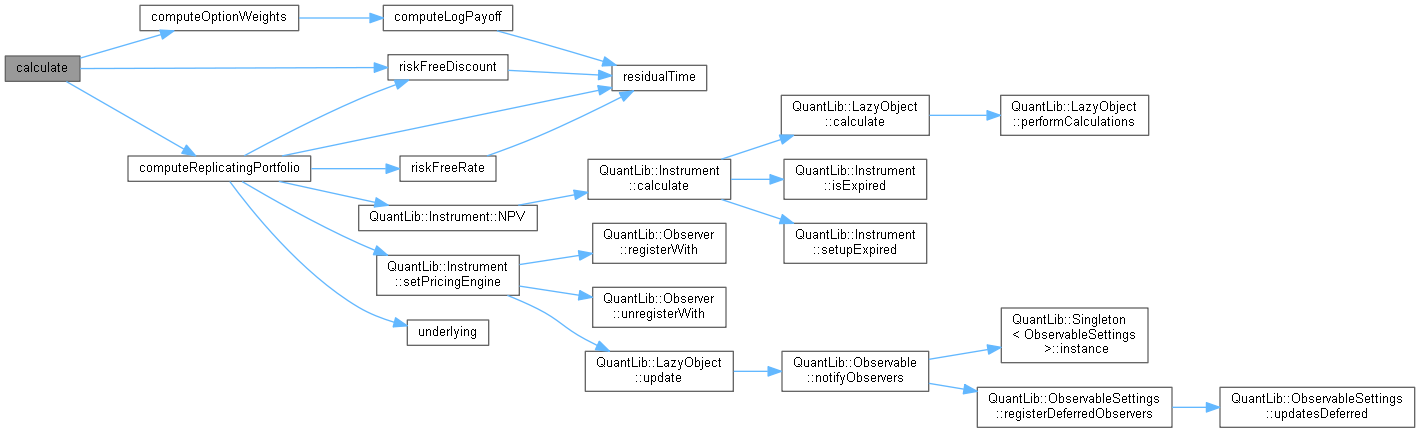 calculate
computeOptionWeights
computeLogPayoff
riskFreeDiscount
residualTime
computeReplicatingPortfolio
riskFreeRate
QuantLib::Instrument::NPV
QuantLib::Instrument
::calculate
QuantLib::LazyObject
::calculate
QuantLib::LazyObject
::performCalculations
QuantLib::Instrument
::isExpired
QuantLib::Instrument
::setupExpired
QuantLib::Instrument
::setPricingEngine
QuantLib::Observer
::registerWith
QuantLib::Observer
::unregisterWith
underlying
QuantLib::LazyObject
::update
QuantLib::Observable
::notifyObservers
QuantLib::Singleton
< ObservableSettings
>::instance
QuantLib::ObservableSettings
::registerDeferredObservers
QuantLib::ObservableSettings
::updatesDeferred